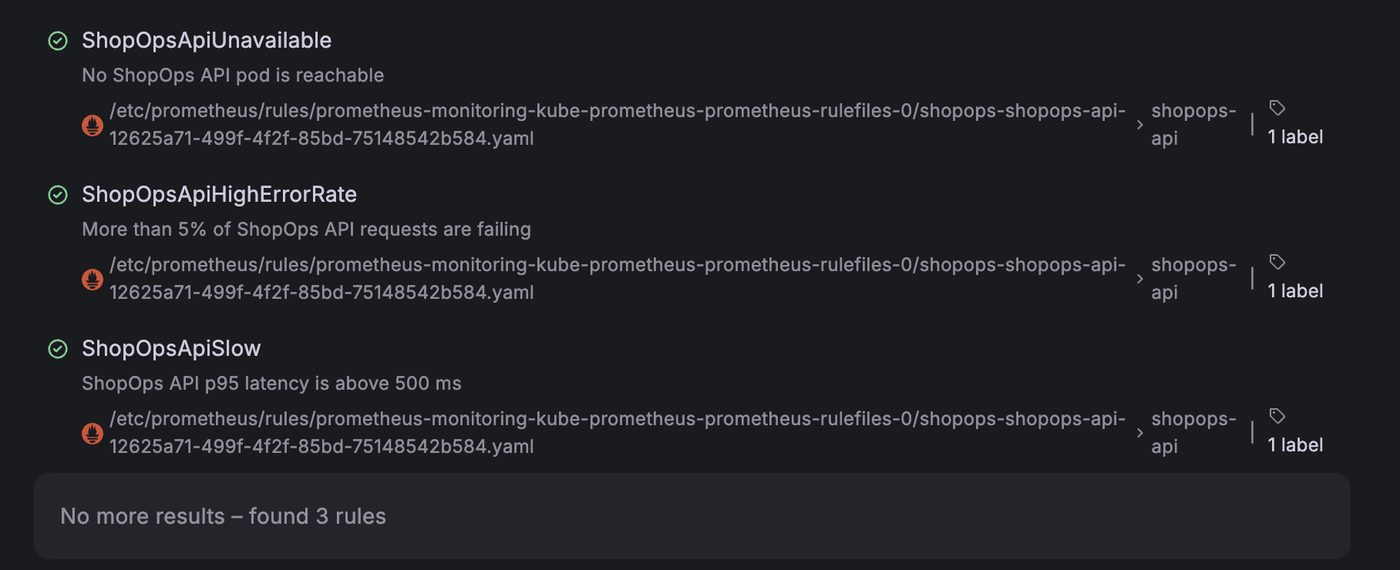 ShopOpsApiUnavailable
No ShopOps API pod is reachable
/etc/prometheus/rules/prometheus-monitoring-kube-prometheus-prometheus-rulefiles-0/shopops-shopops-api-
12625a71-499f-4f2f-85bd-75148542b584.yaml
shopops-
api
1 label
ShopOpsApiHighErrorRate
More than 5% of ShopOps API requests are failing
/etc/prometheus/rules/prometheus-monitoring-kube-prometheus-prometheus-rulefiles-0/shopops-shopops-api-
12625a71-499f-4f2f-85bd-75148542b584.yaml
shopops-
api
1 label
ShopOpsApiSlow
ShopOps API p95 latency is above 500 ms
/etc/prometheus/rules/prometheus-monitoring-kube-prometheus-prometheus-rulefiles-0/shopops-shopops-api-
12625a71-499f-4f2f-85bd-75148542b584.yaml
shopops-
api
1 label
No more results – found 3 rules